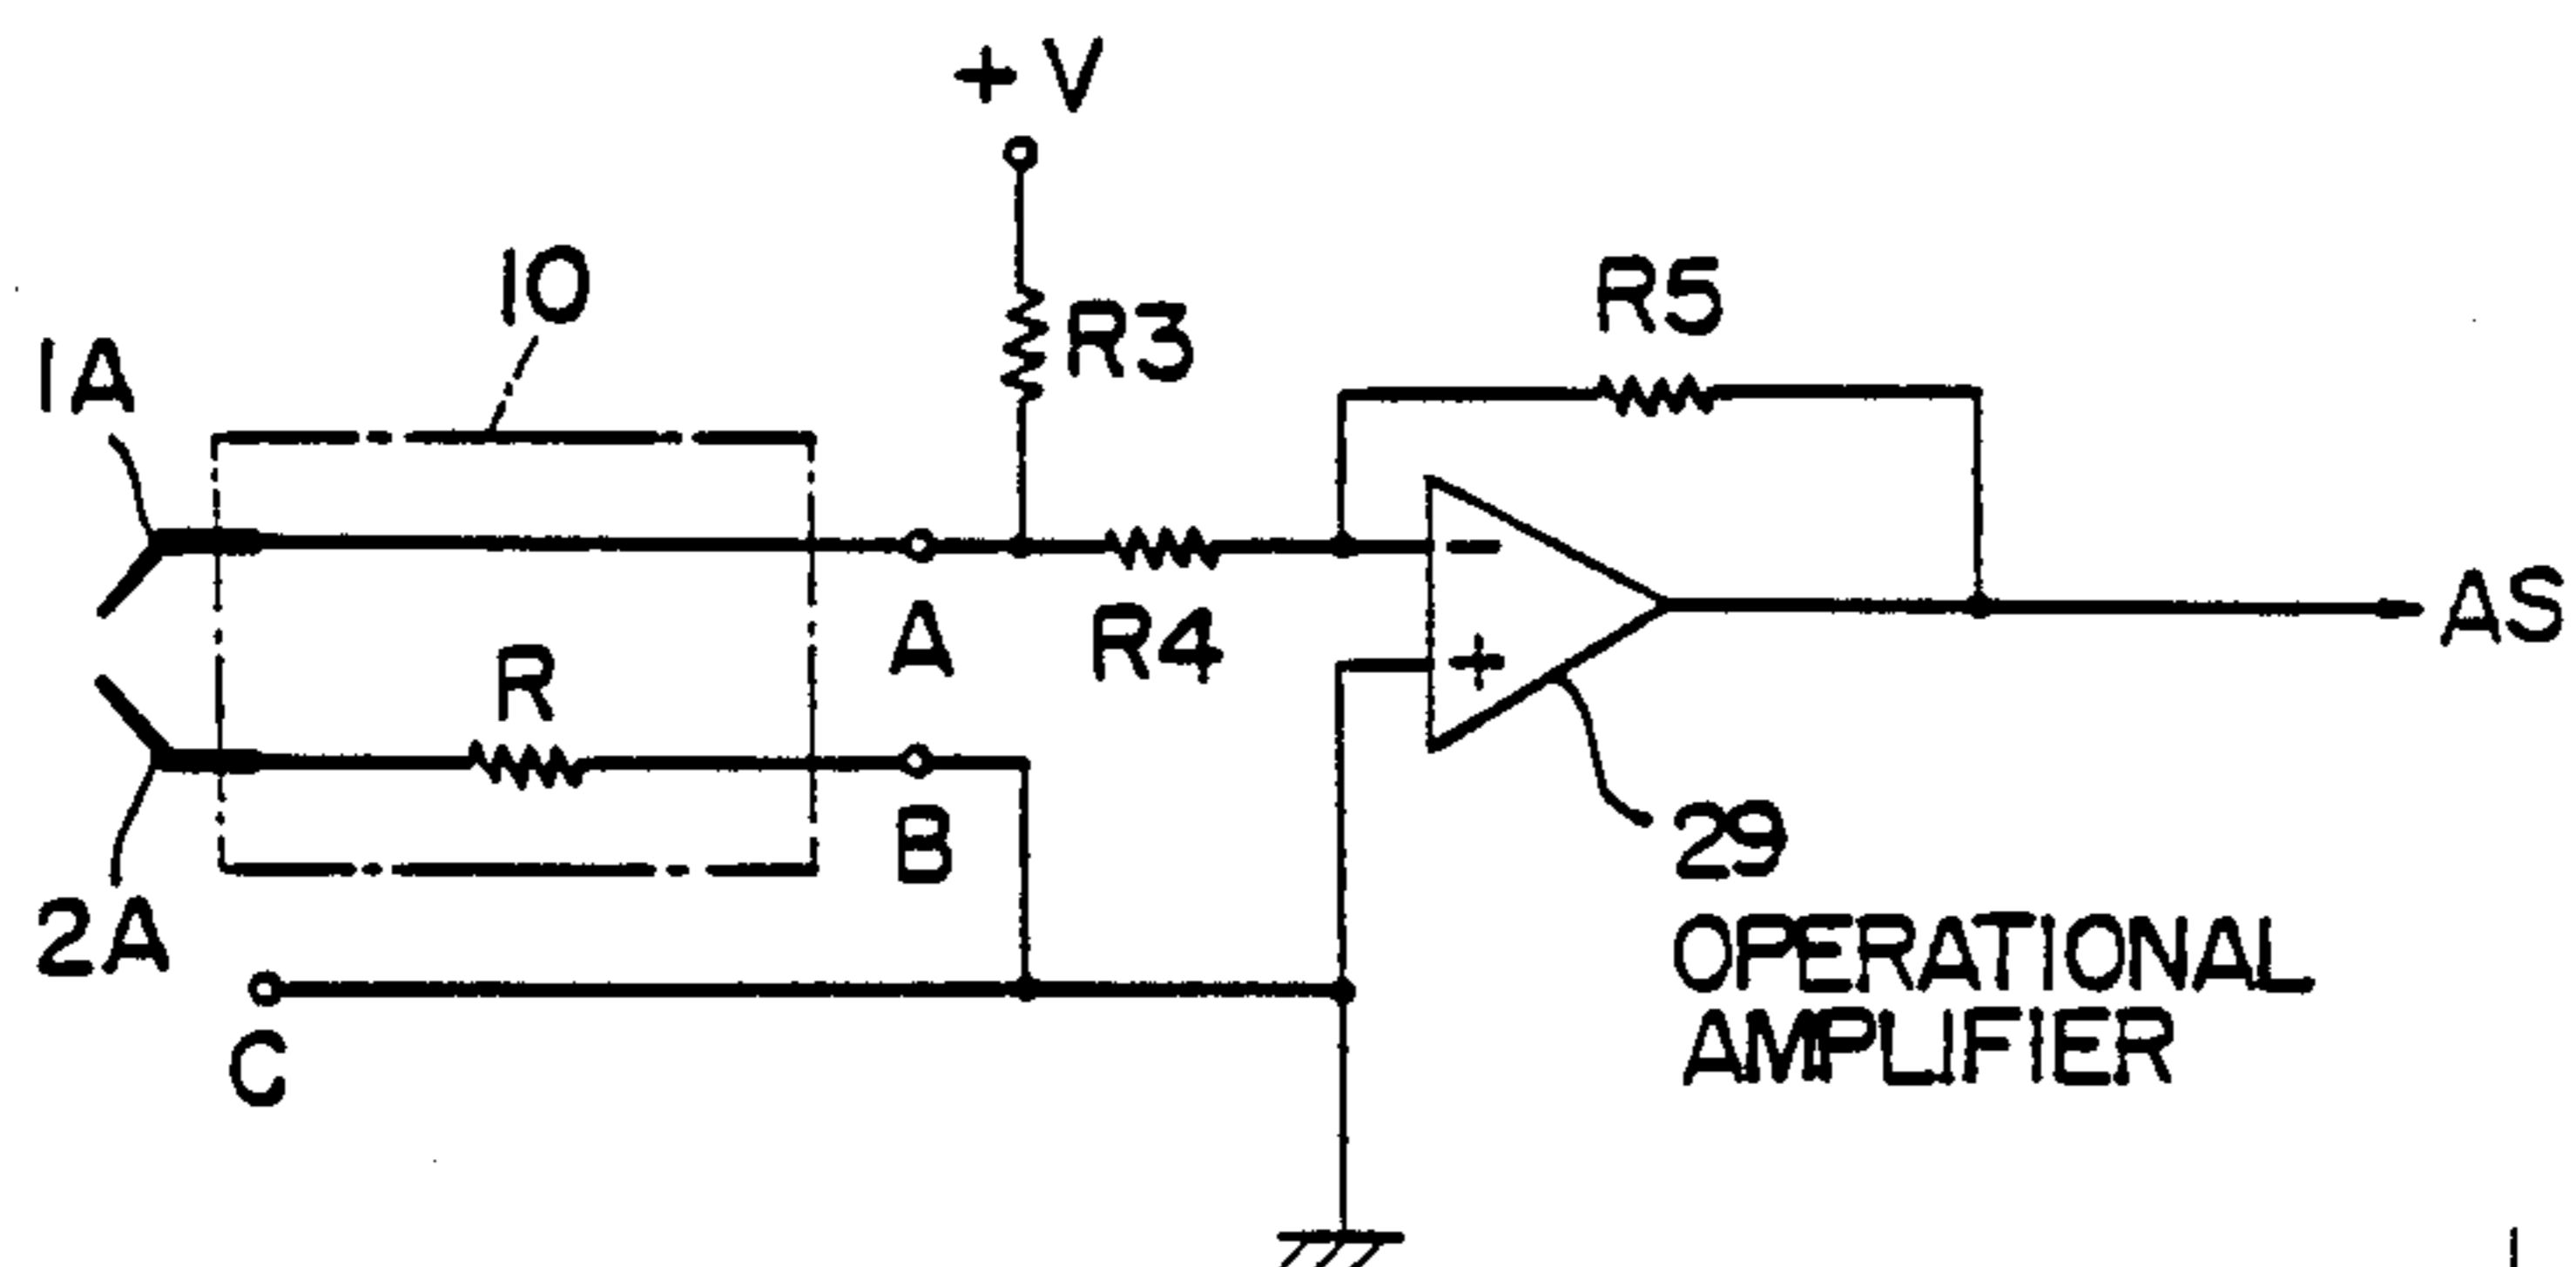 +V
10
R5
R3
1A
A
R4
-
+
AS
R
B
29
2A
OPERATIONAL
AMPLIFIER
C